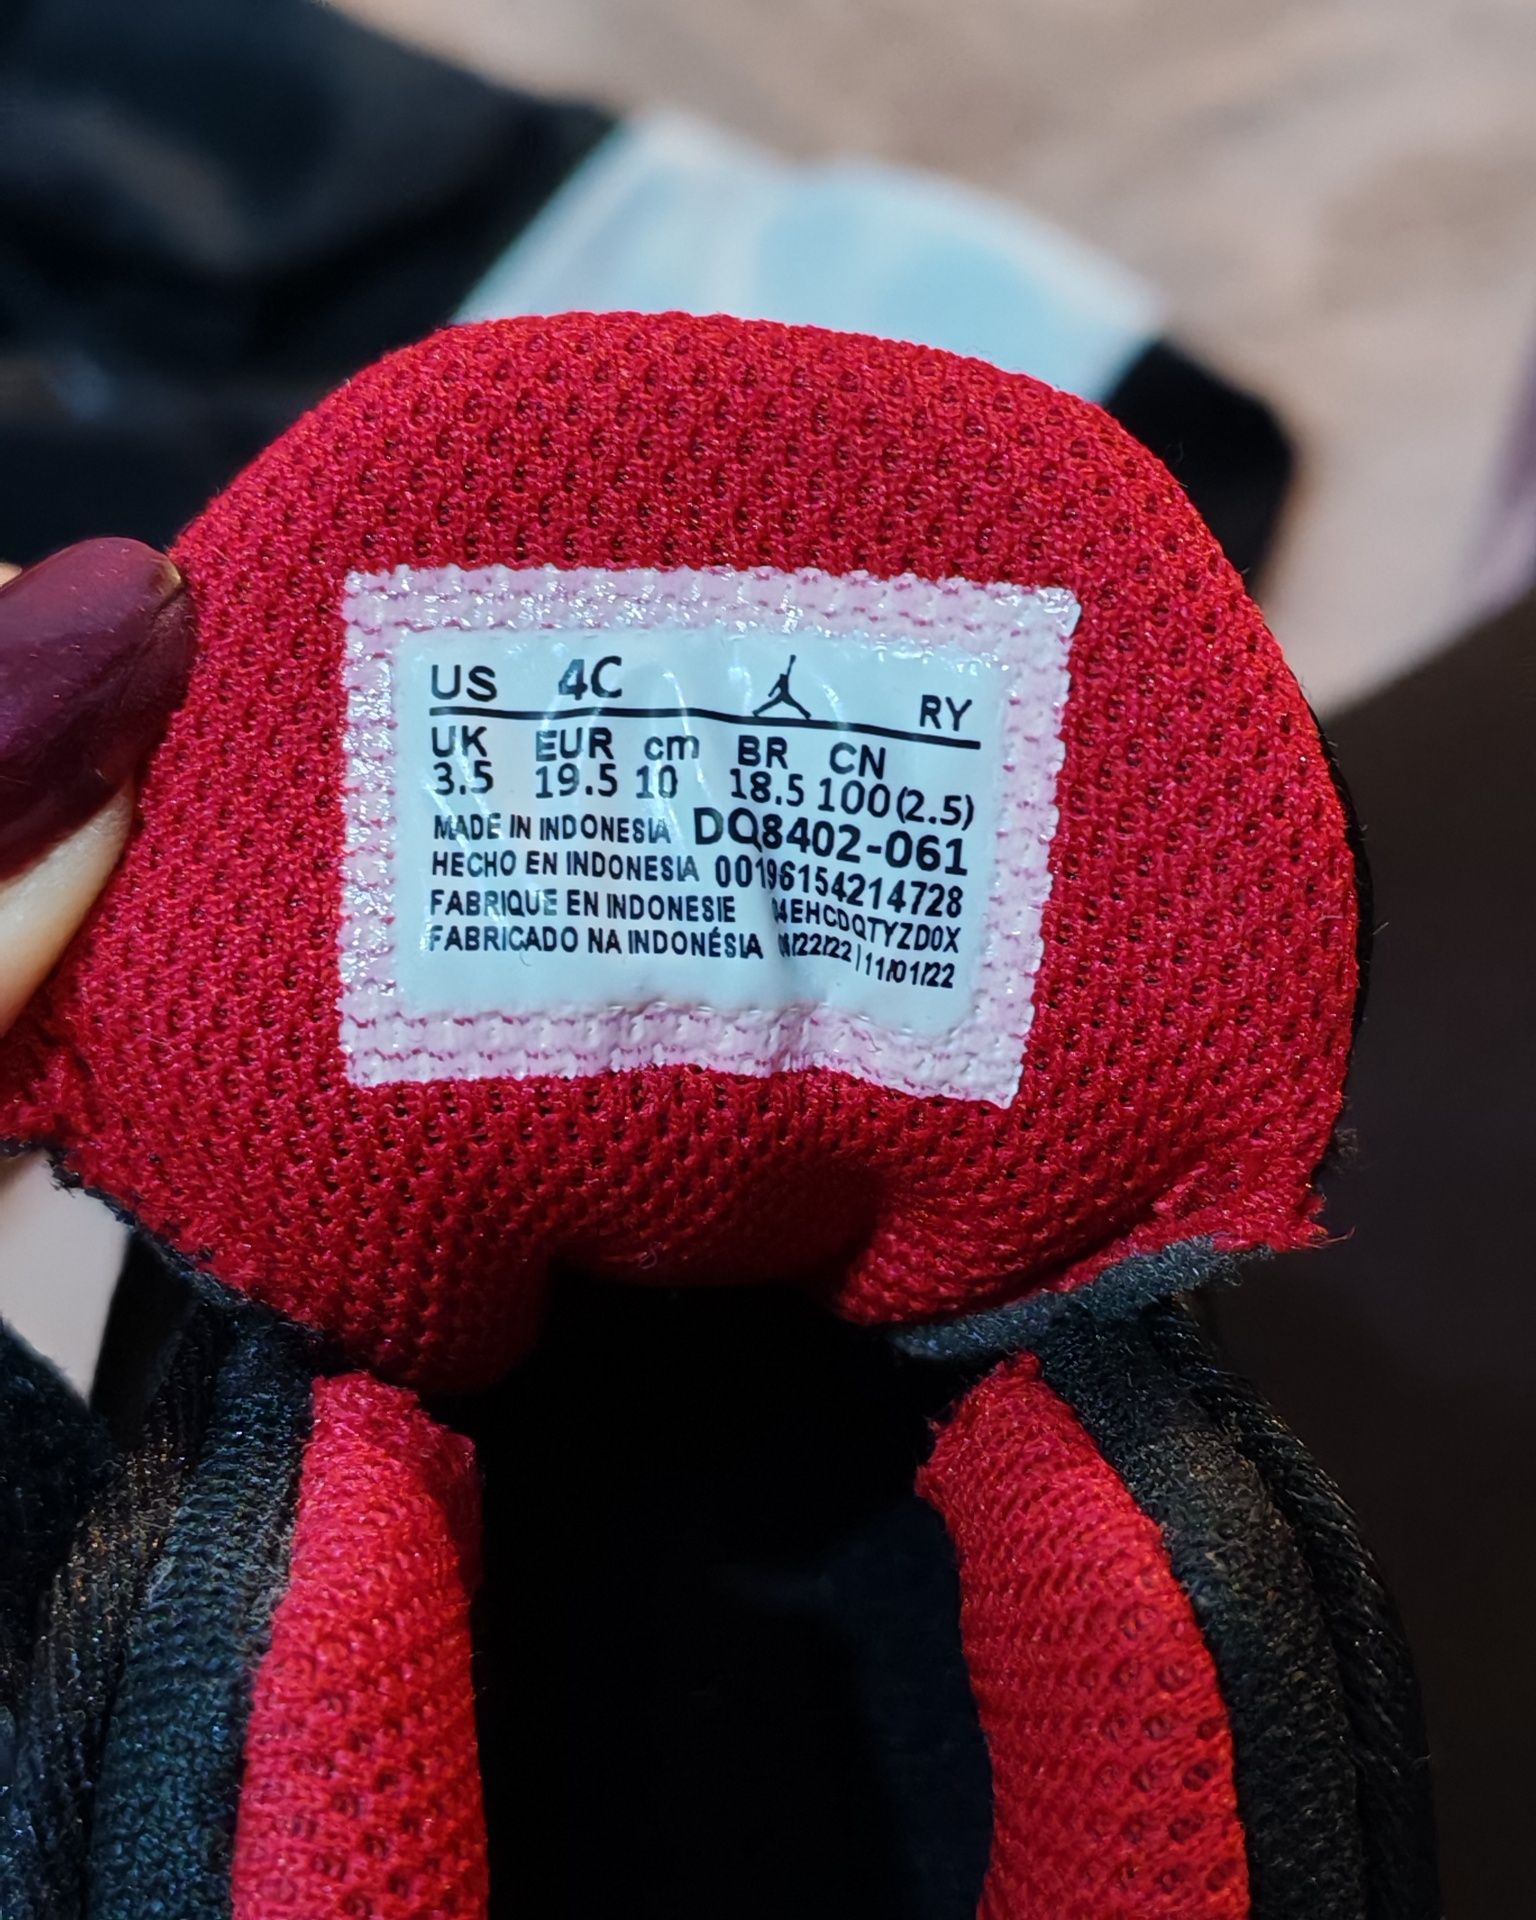 US 4C RY
UK EUR cm BR CN
3.5 19.5 10 18.5 100(2.5)
MADE IN INDONESIA DQ8402-061
HECHO EN INDONESIA 00196154214728
FABRIQUE EN INDONESIE
FABRICADO NA INDONÉSIA 11/01/22